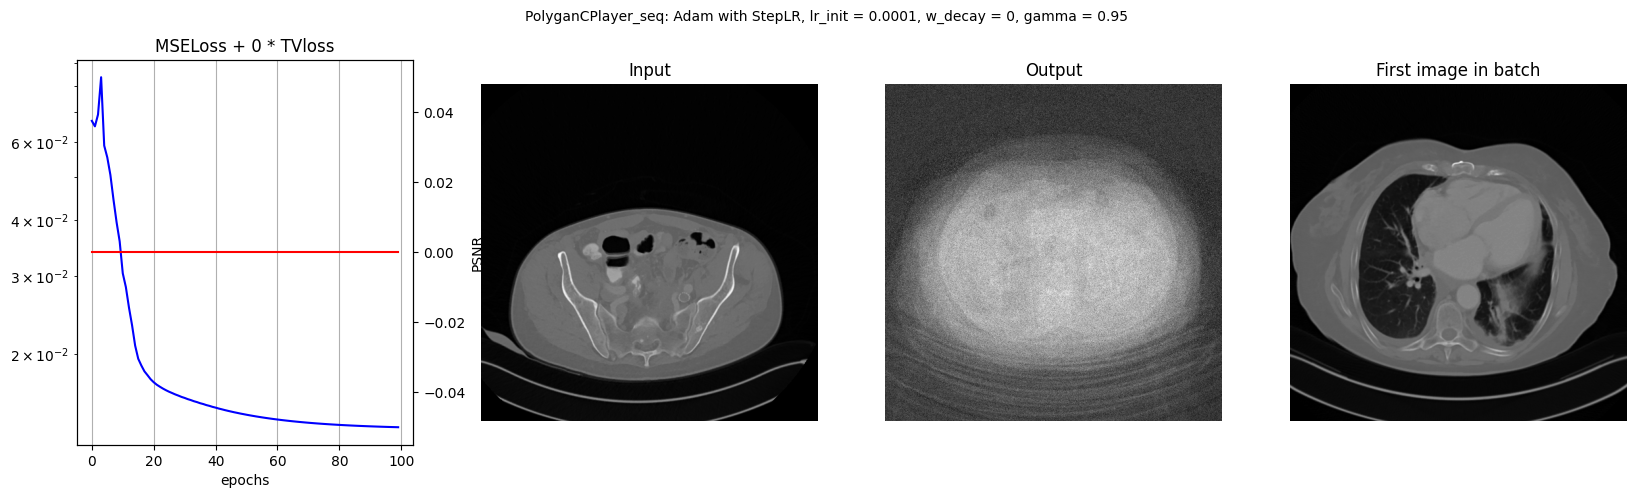 PolyganCPlayer_seq: Adam with StepLR, lr_init = 0.0001, w_decay = 0, gamma = 0.95
MSELoss + 0 * TVloss
6 × 10⁻²
4 × 10⁻²
3 × 10⁻²
2 × 10⁻²
0.04
0.02
0.00
−0.02
−0.04
PSNR
0 20 40 60 80 100
epochs
Input
Output
First image in batch